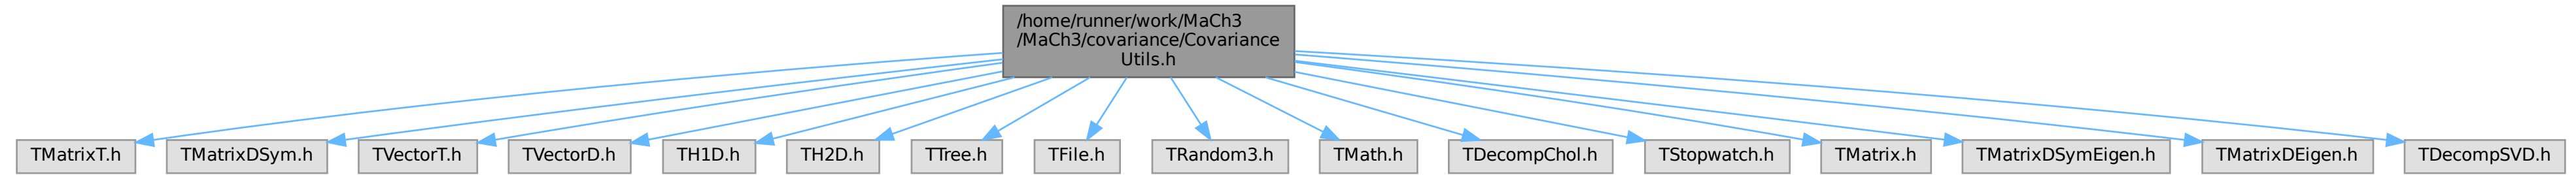 /home/runner/work/MaCh3
/MaCh3/covariance/Covariance
Utils.h
TMatrixT.h
TMatrixDSym.h
TVectorT.h
TVectorD.h
TH1D.h
TH2D.h
TTree.h
TFile.h
TRandom3.h
TMath.h
TDecompChol.h
TStopwatch.h
TMatrix.h
TMatrixDSymEigen.h
TMatrixDEigen.h
TDecompSVD.h